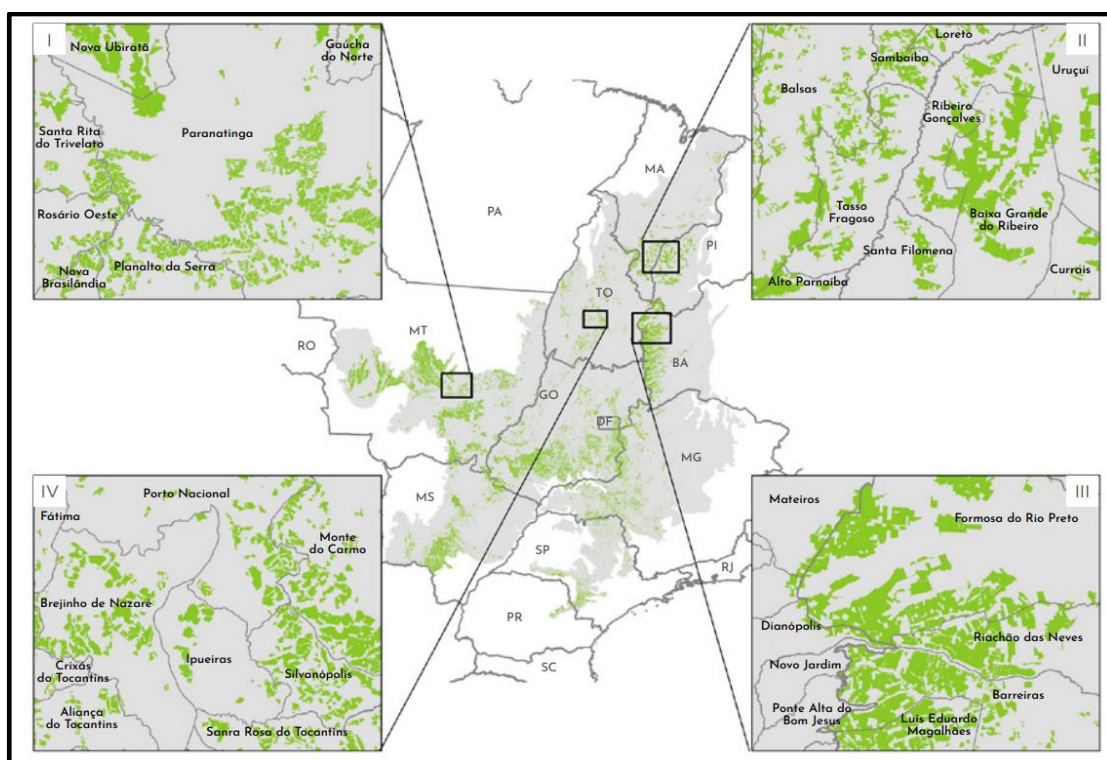 I
Nova Ubiratã
Gaúcha
do Norte
Santa Rita
do Trivelato
Paranatinga
Rosário Oeste
Planalto da Serra
Nova
Brasilândia
II
Loreto
Sambaíba
Uruçuí
Balsas
Ribeiro
Gonçalves
Tasso
Fragoso
Baixa Grande
do Ribeiro
Santa Filomena
Currais
Alto Parnaíba
MA
PA
PI
TO
MT
RO
BA
GO
DF
MG
MS
SP
RJ
PR
SC
IV
Porto Nacional
Fátima
Monte
do Carmo
Brejinho de Nazaré
Ipueiras
Crixás
do Tocantins
Silvanópolis
Aliança
do Tocantins
Sanra Rosa do Tocantins
III
Mateiros
Formosa do Rio Preto
Dianópolis
Riachão das Neves
Novo Jardim
Barreiras
Ponte Alta do
Bom Jesus
Luís Eduardo
Magalhães